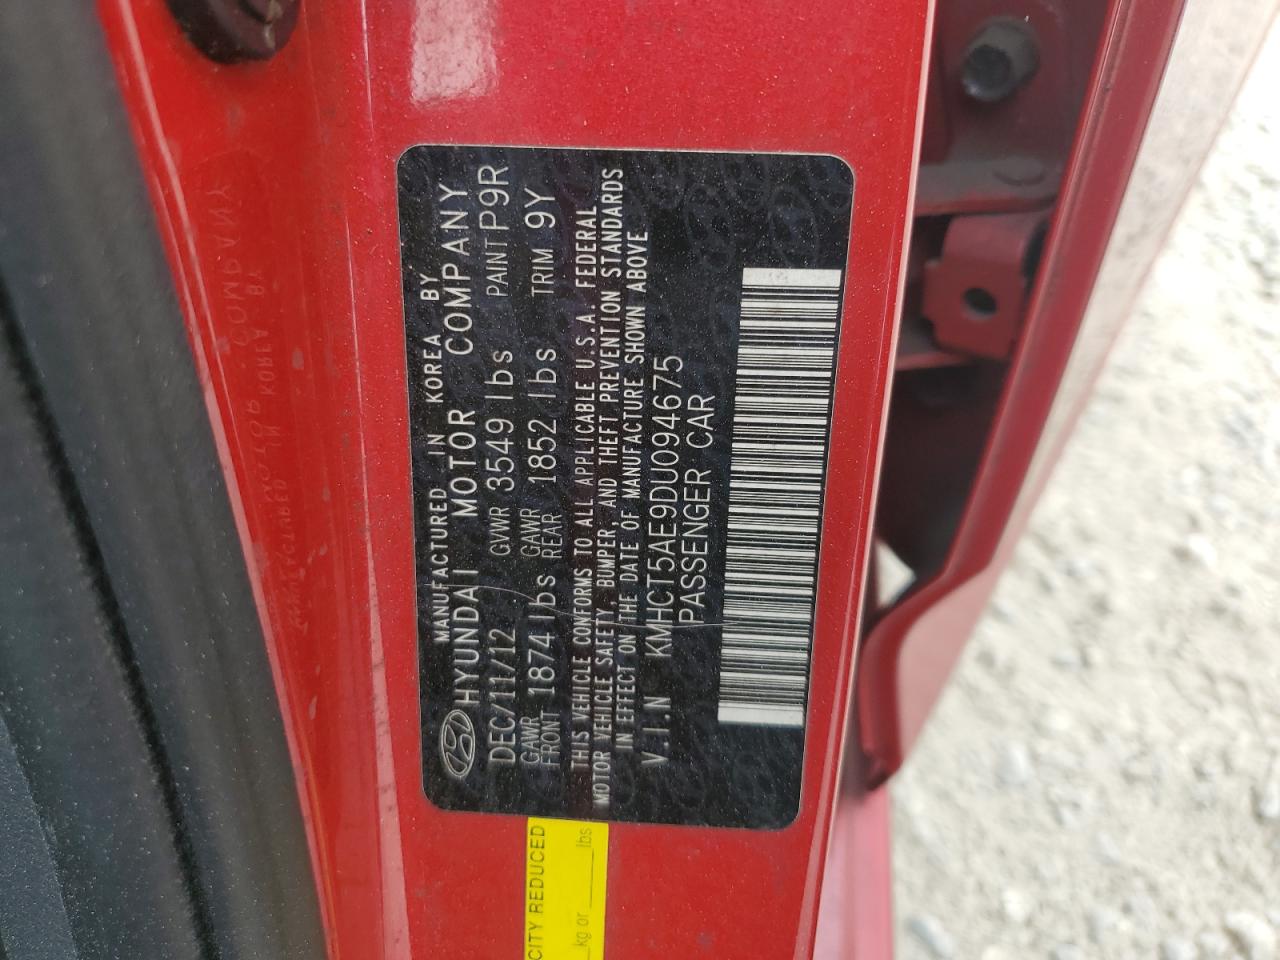 MANUFACTURED IN KOREA BY
HYUNDAI MOTOR COMPANY
DEC/11/12 GVWR 3549 lbs PAINT P9R
GAWR FRONT 1874 lbs GAWR REAR 1852 lbs TRIM 9Y
THIS VEHICLE CONFORMS TO ALL APPLICABLE U.S.A. FEDERAL
MOTOR VEHICLE SAFETY, BUMPER, AND THEFT PREVENTION STANDARDS
IN EFFECT ON THE DATE OF MANUFACTURE SHOWN ABOVE
V.I.N KMHCT5AE9DU094675
PASSENGER CAR
CITY REDUCED
kg or lbs